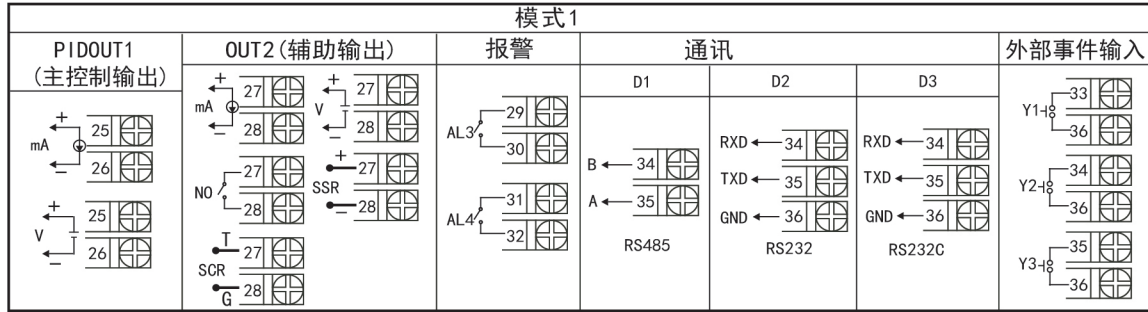 模式1
PIDOUT1
(主控制输出)
OUT2(辅助输出)
报警
通讯
外部事件输入
D1
D2
D3
+
mA
−
25
26
+
V
−
25
26
+
mA
−
27
28
+
V
−
27
28
NO
27
28
+
SSR
−
27
28
T
SCR
G
27
28
AL3
29
30
AL4
31
32
B
34
A
35
RS485
RXD
34
TXD
35
GND
36
RS232
RXD
34
TXD
35
GND
36
RS232C
Y1
33
36
Y2
34
36
Y3
35
36